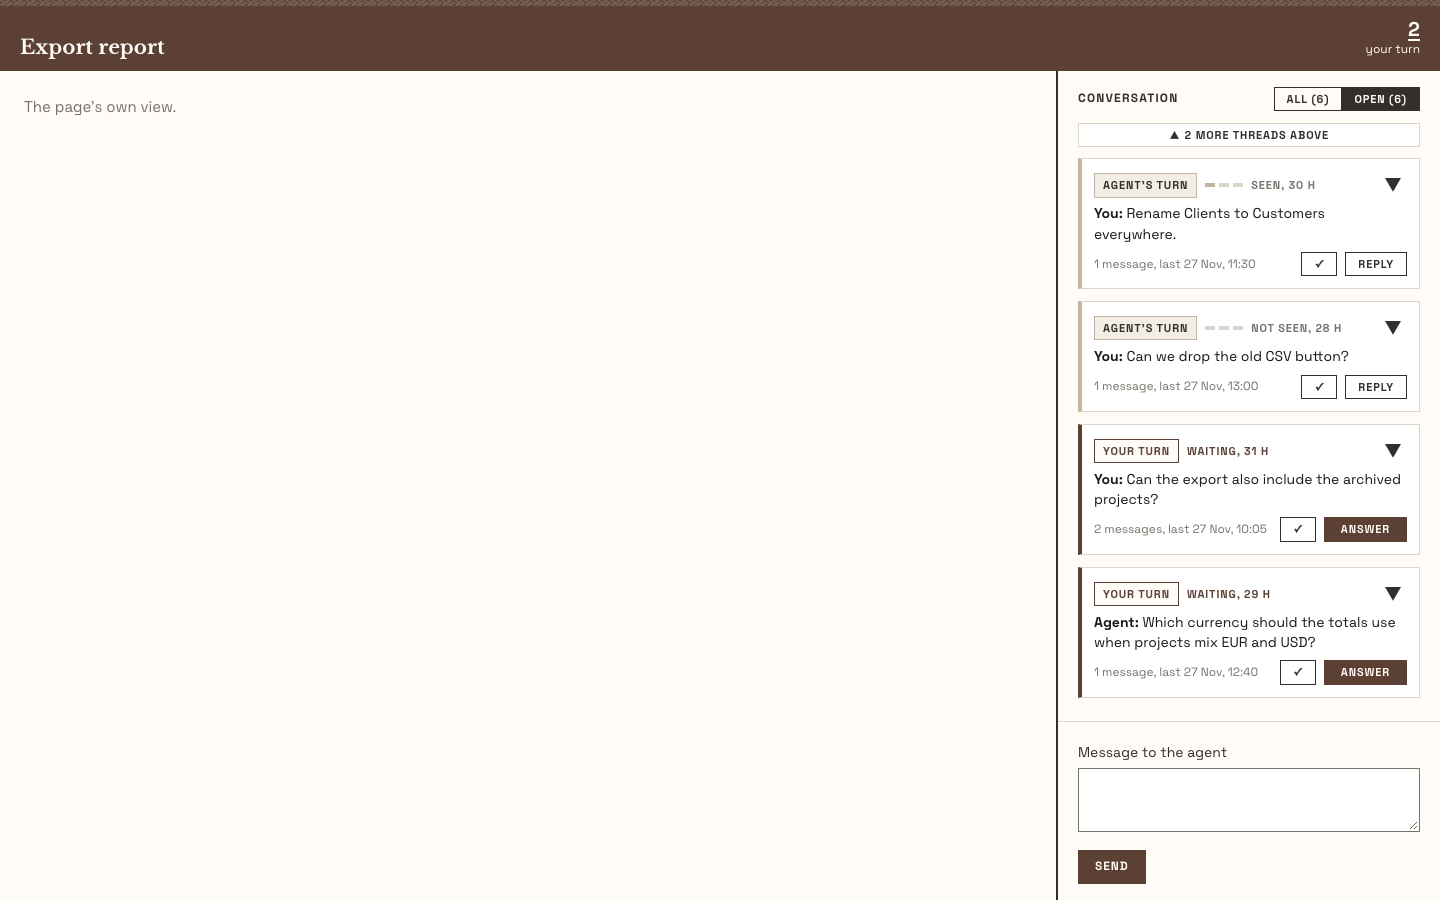 Export report
2
your turn
The page's own view.
CONVERSATION
ALL (6)
OPEN (6)
▲ 2 MORE THREADS ABOVE
AGENT'S TURN
SEEN, 30 H
▼
You: Rename Clients to Customers
everywhere.
1 message, last 27 Nov, 11:30
✓
REPLY
AGENT'S TURN
NOT SEEN, 28 H
▼
You: Can we drop the old CSV button?
1 message, last 27 Nov, 13:00
✓
REPLY
YOUR TURN
WAITING, 31 H
▼
You: Can the export also include the archived
projects?
2 messages, last 27 Nov, 10:05
✓
ANSWER
YOUR TURN
WAITING, 29 H
▼
Agent: Which currency should the totals use
when projects mix EUR and USD?
1 message, last 27 Nov, 12:40
✓
ANSWER
Message to the agent
SEND